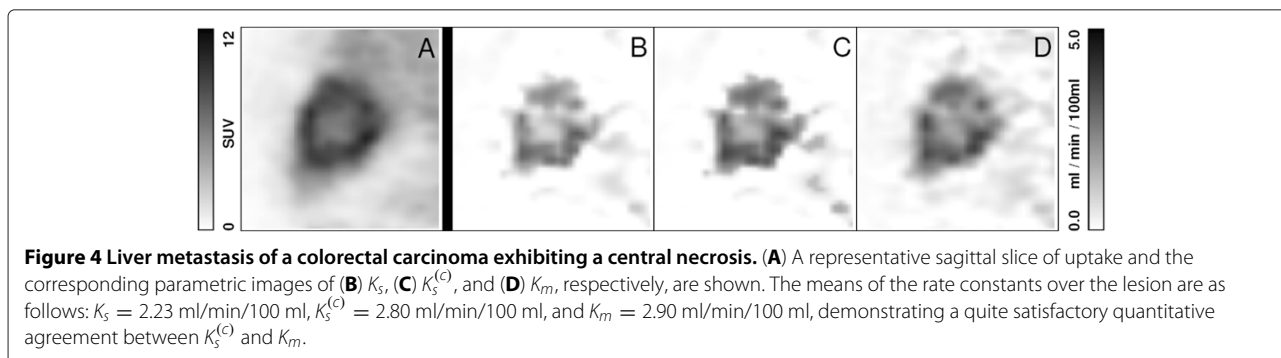 12
SUV
0
A
B
C
D
5.0
ml / min / 100ml
0.0
Figure 4 Liver metastasis of a colorectal carcinoma exhibiting a central necrosis. (A) A representative sagittal slice of uptake and the
corresponding parametric images of (B) Kₛ, (C) Kₛ⁽ᶜ⁾, and (D) Kₘ, respectively, are shown. The means of the rate constants over the lesion are as
follows: Kₛ = 2.23 ml/min/100 ml, Kₛ⁽ᶜ⁾ = 2.80 ml/min/100 ml, and Kₘ = 2.90 ml/min/100 ml, demonstrating a quite satisfactory quantitative
agreement between Kₛ⁽ᶜ⁾ and Kₘ.